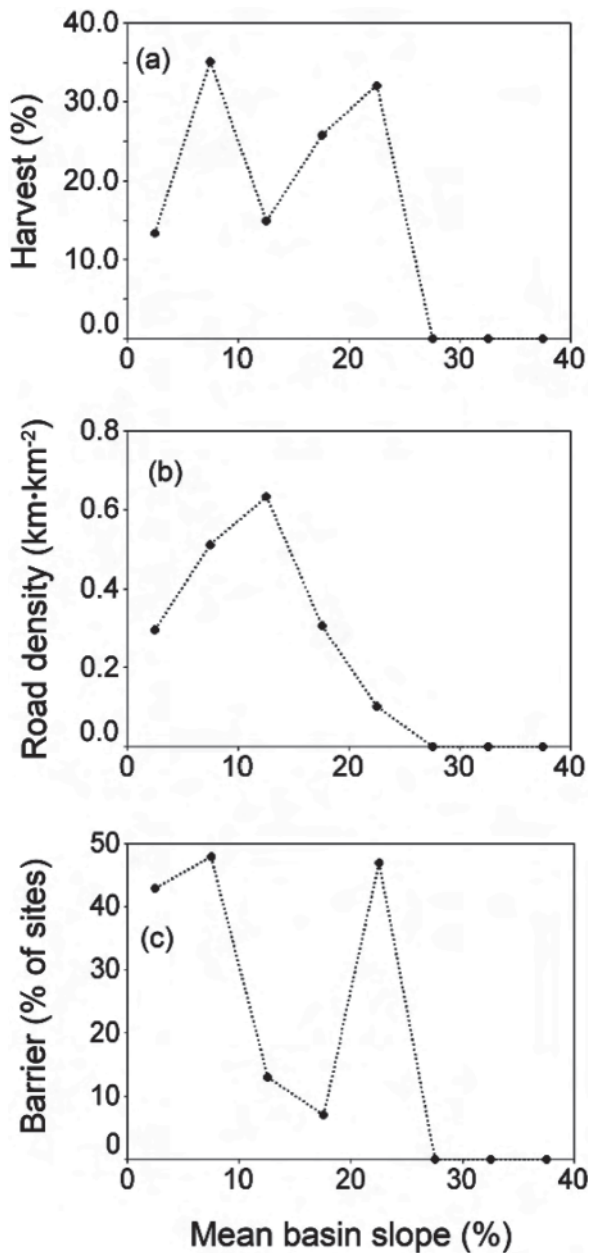 40.0
(a)
30.0
Harvest (%)
20.0
10.0
0.0
0 10 20 30 40
0.8
(b)
0.6
Road density (km·km⁻²)
0.4
0.2
0.0
0 10 20 30 40
50
40
(c)
Barrier (% of sites)
30
20
10
0
0 10 20 30 40
Mean basin slope (%)